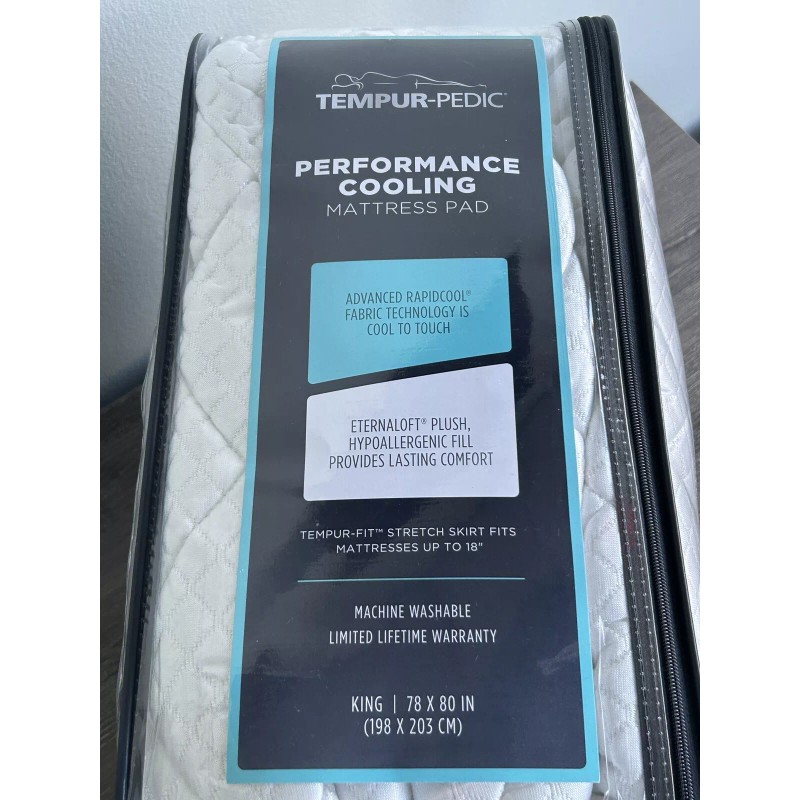 TEMPUR-PEDIC®
PERFORMANCE
COOLING
MATTRESS PAD
ADVANCED RAPIDCOOL®
FABRIC TECHNOLOGY IS
COOL TO TOUCH
ETERNALOFT® PLUSH,
HYPOALLERGENIC FILL
PROVIDES LASTING COMFORT
TEMPUR-FIT™ STRETCH SKIRT FITS
MATTRESSES UP TO 18"
MACHINE WASHABLE
LIMITED LIFETIME WARRANTY
KING | 78 X 80 IN
(198 X 203 CM)